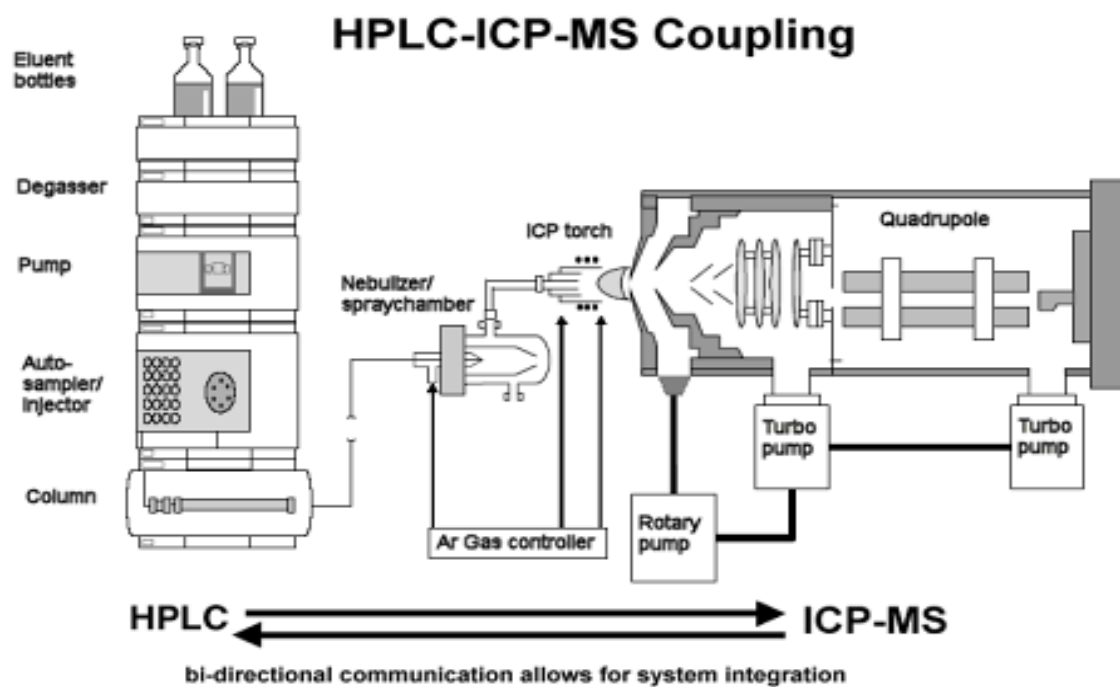 HPLC-ICP-MS Coupling
Eluent
bottles
Degasser
Pump
Auto-
sampler/
injector
Column
Nebulizer/
spraychamber
ICP torch
Quadrupole
Turbo
pump
Turbo
pump
Rotary
pump
Ar Gas controller
HPLC
ICP-MS
bi-directional communication allows for system integration